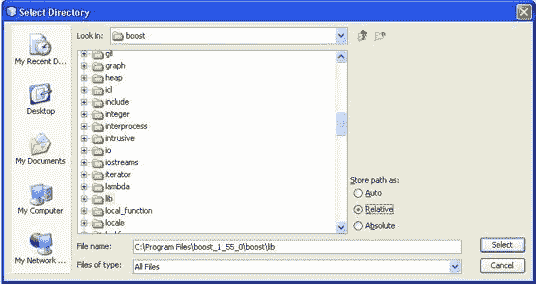 Select Directory
Look in: boost
My Recent D...
Desktop
My Documents
My Computer
My Network ...
gil
graph
heap
icl
include
integer
interprocess
intrusive
io
iostreams
iterator
lambda
lib
local_function
locale
Store path as:
Auto
Relative
Absolute
File name: C:\Program Files\boost_1_55_0\boost\lib
Select
Files of type: All Files
Cancel